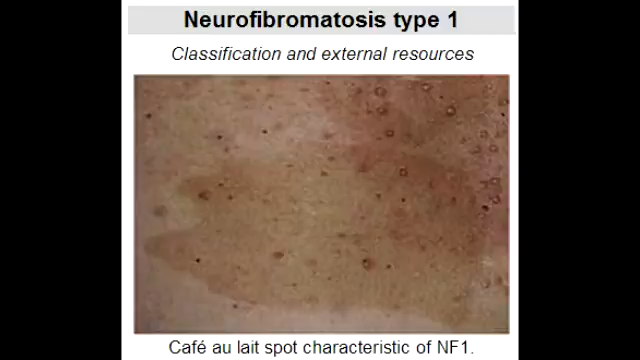 Neurofibromatosis type 1
Classification and external resources
Café au lait spot characteristic of NF1.